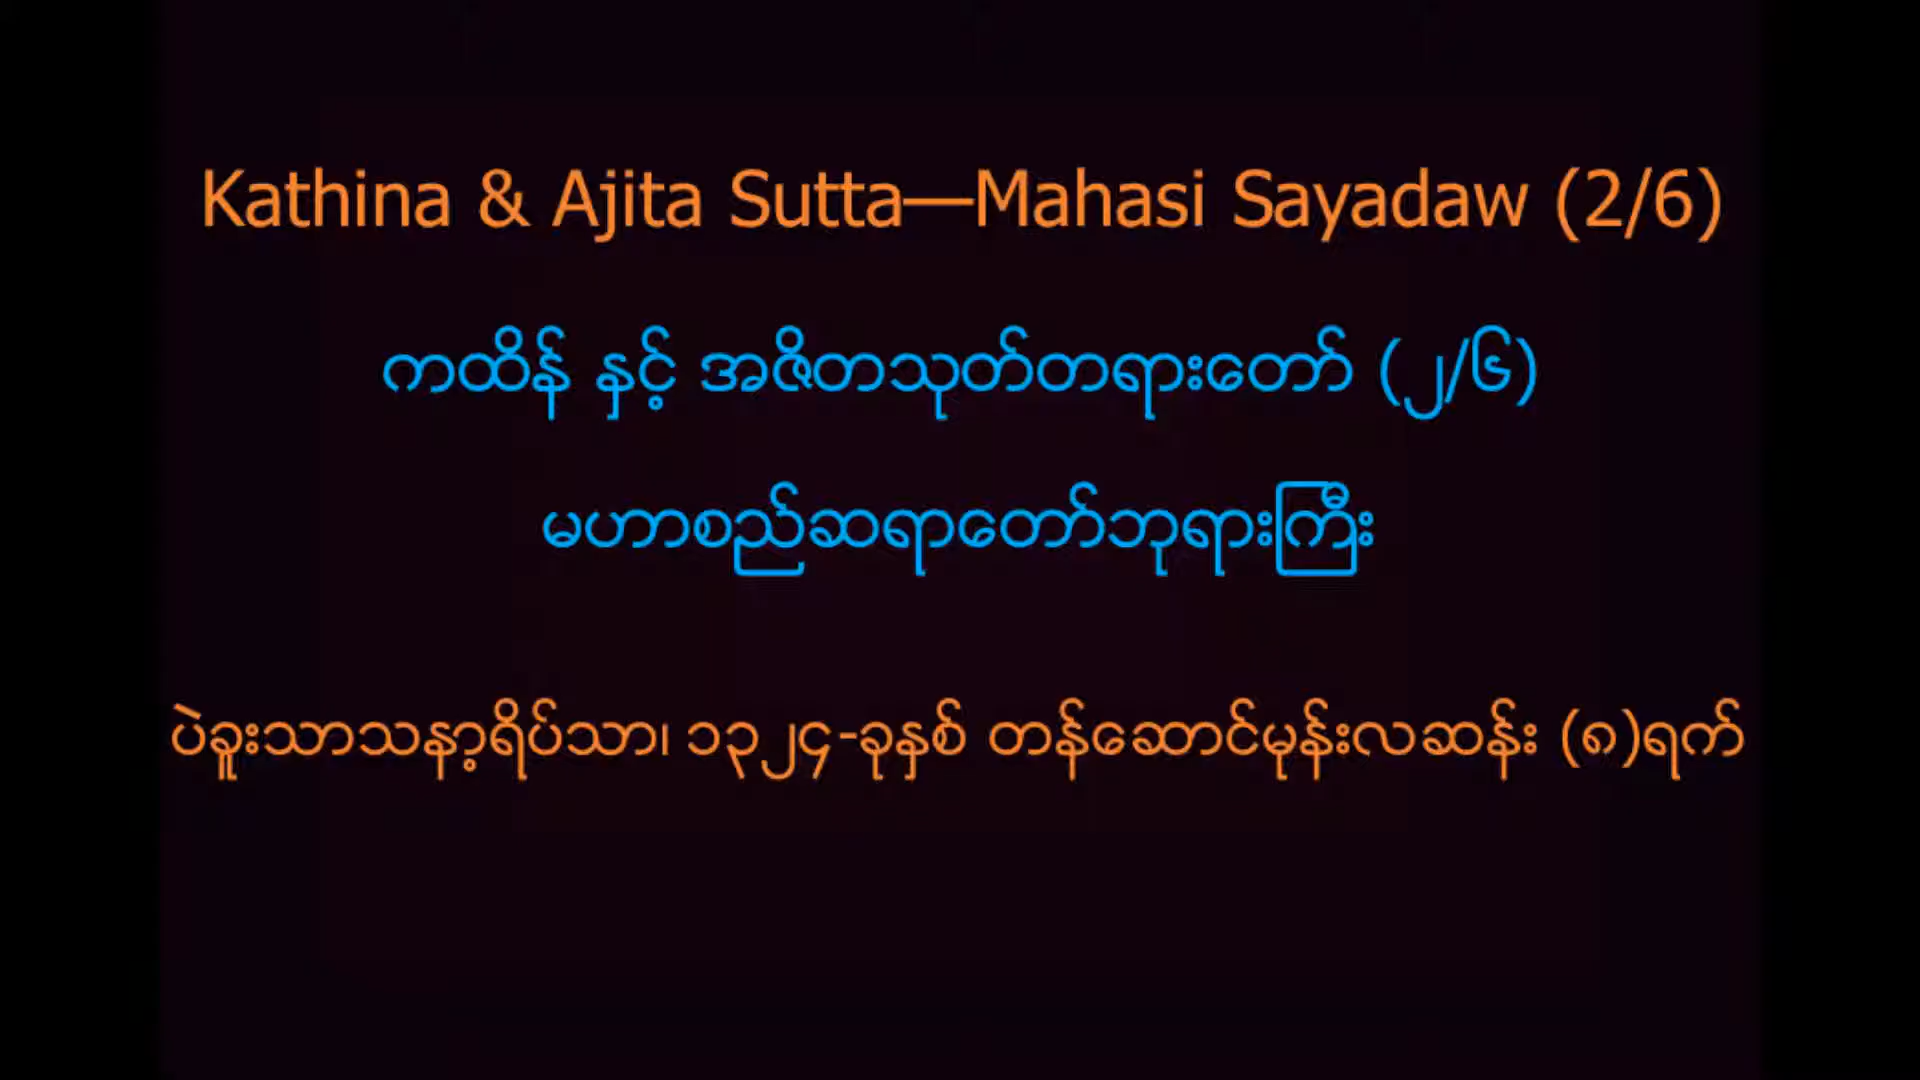 Kathina & Ajita Sutta—Mahasi Sayadaw (2/6)
ကထိန် နှင့် အဇိတသုတ်တရားတော် (၂/၆)
မဟာစည်ဆရာတော်ဘုရားကြီး
ပဲခူးသာသနာ့ရိပ်သာ၊ ၁၃၂၄-ခုနှစ် တန်ဆောင်မုန်းလဆန်း (၈)ရက်